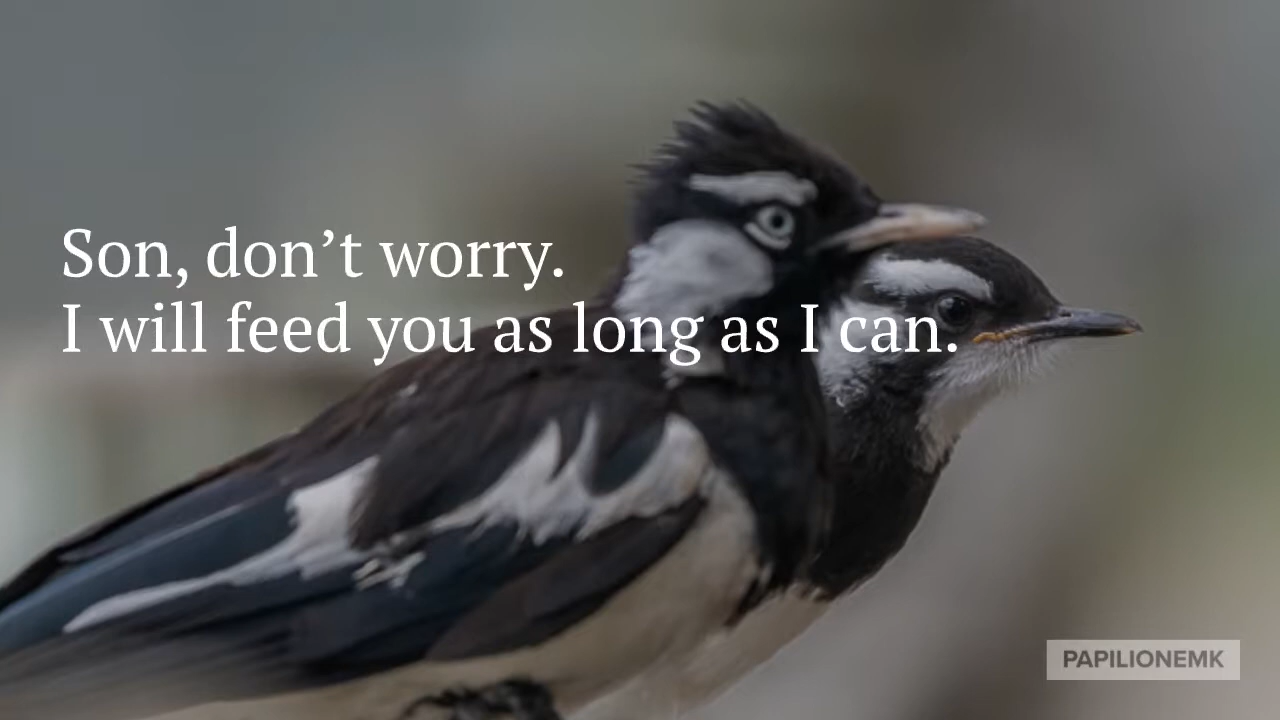 Son, don’t worry.
I will feed you as long as I can.
PAPILIONEMK